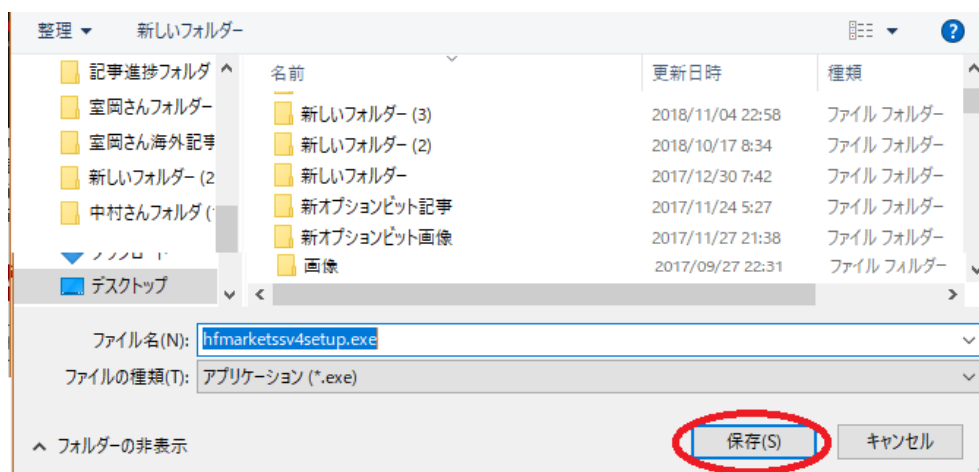 整理 新しいフォルダー
名前 更新日時 種類
記事進捗フォルダ
室岡さんフォルダー
室岡さん海外記事
新しいフォルダー (2
中村さんフォルダ (
デスクトップ
新しいフォルダー (3) 2018/11/04 22:58 ファイル フォルダー
新しいフォルダー (2) 2018/10/17 8:34 ファイル フォルダー
新しいフォルダー 2017/12/30 7:42 ファイル フォルダー
新オプションビット記事 2017/11/24 5:27 ファイル フォルダー
新オプションビット画像 2017/11/27 21:38 ファイル フォルダー
画像 2017/09/27 22:31 ファイル フォルダー
ファイル名(N): hfmarketssv4setup.exe
ファイルの種類(T): アプリケーション (*.exe)
フォルダーの非表示 保存(S) キャンセル